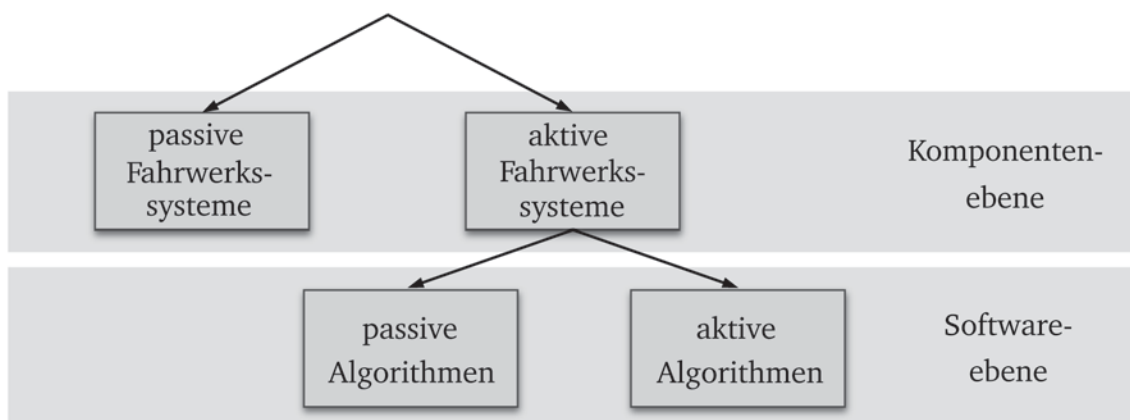 passive
Fahrwerks-
systeme
aktive
Fahrwerks-
systeme
Komponenten-
ebene
passive
Algorithmen
aktive
Algorithmen
Software-
ebene